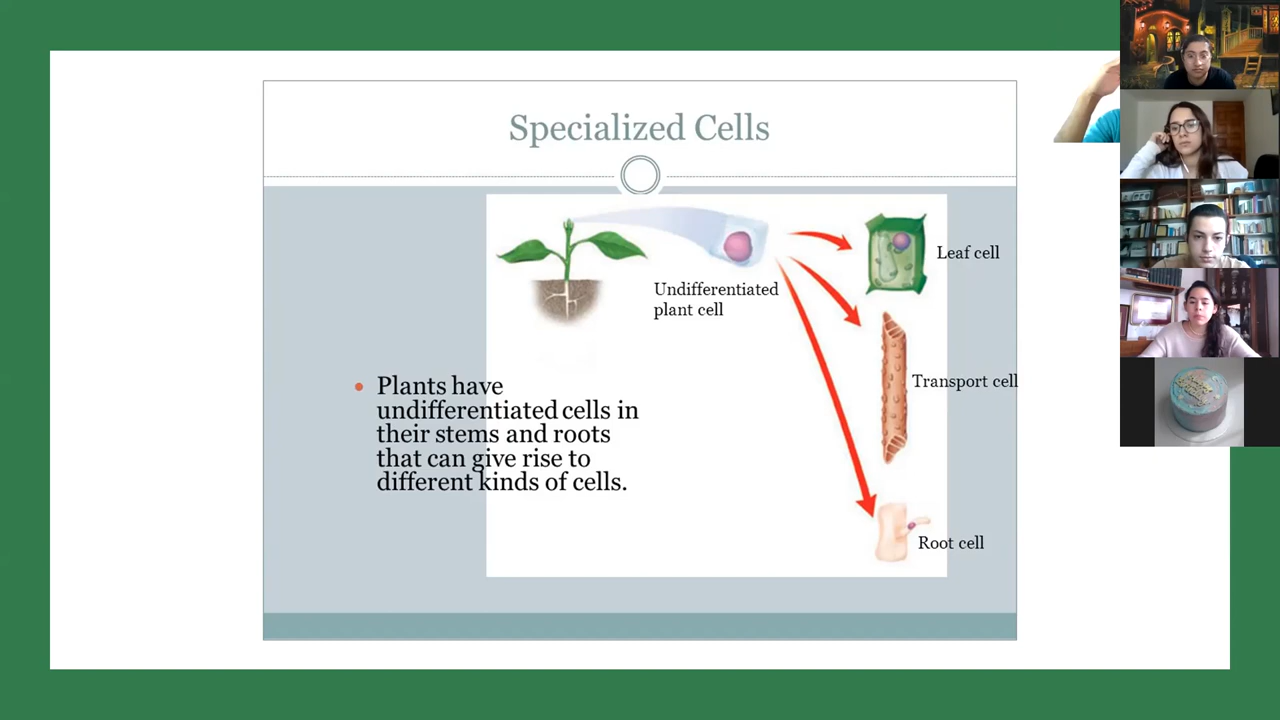 Specialized Cells
Leaf cell
Undifferentiated
plant cell
Transport cell
Plants have
undifferentiated cells in
their stems and roots
that can give rise to
different kinds of cells.
Root cell